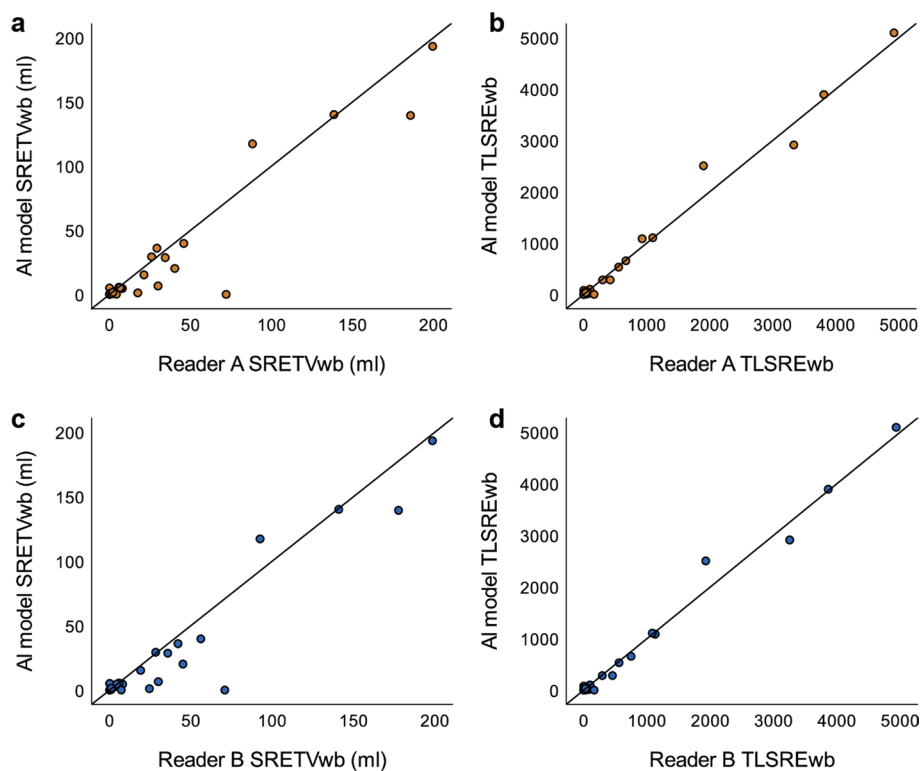 a
AI model SRETVwb (ml)
200
150
100
50
0
0 50 100 150 200
Reader A SRETVwb (ml)
b
AI model TLSREwb
5000
4000
3000
2000
1000
0
0 1000 2000 3000 4000 5000
Reader A TLSREwb
c
AI model SRETVwb (ml)
200
150
100
50
0
0 50 100 150 200
Reader B SRETVwb (ml)
d
AI model TLSREwb
5000
4000
3000
2000
1000
0
0 1000 2000 3000 4000 5000
Reader B TLSREwb